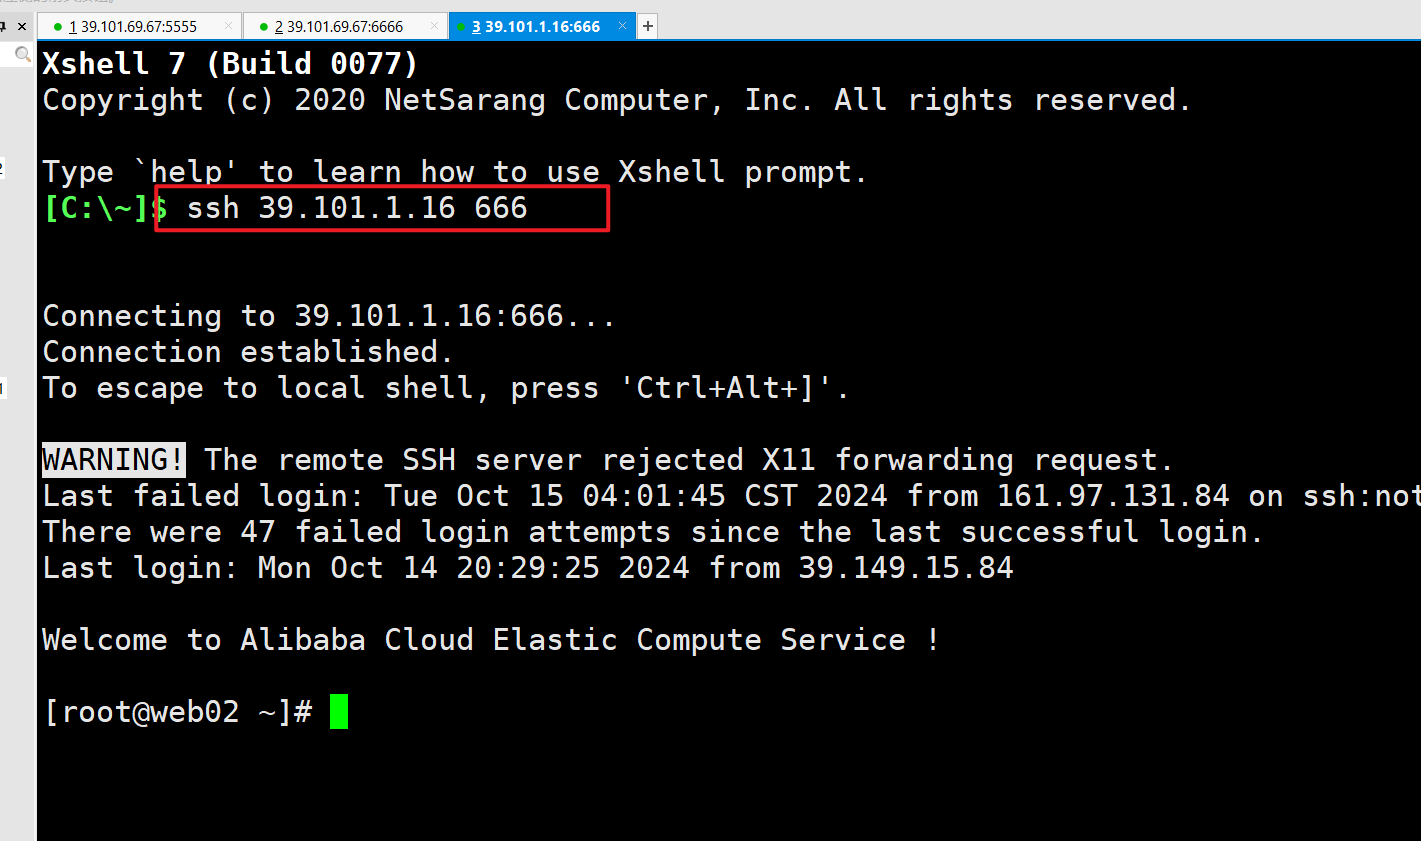 1 39.101.69.67:5555 × 2 39.101.69.67:6666 × 3 39.101.1.16:666 × +
Xshell 7 (Build 0077)
Copyright (c) 2020 NetSarang Computer, Inc. All rights reserved.
Type `help' to learn how to use Xshell prompt.
[C:\~]$ ssh 39.101.1.16 666
Connecting to 39.101.1.16:666...
Connection established.
To escape to local shell, press 'Ctrl+Alt+]'.
WARNING! The remote SSH server rejected X11 forwarding request.
Last failed login: Tue Oct 15 04:01:45 CST 2024 from 161.97.131.84 on ssh:not
There were 47 failed login attempts since the last successful login.
Last login: Mon Oct 14 20:29:25 2024 from 39.149.15.84
Welcome to Alibaba Cloud Elastic Compute Service !
[root@web02 ~]#